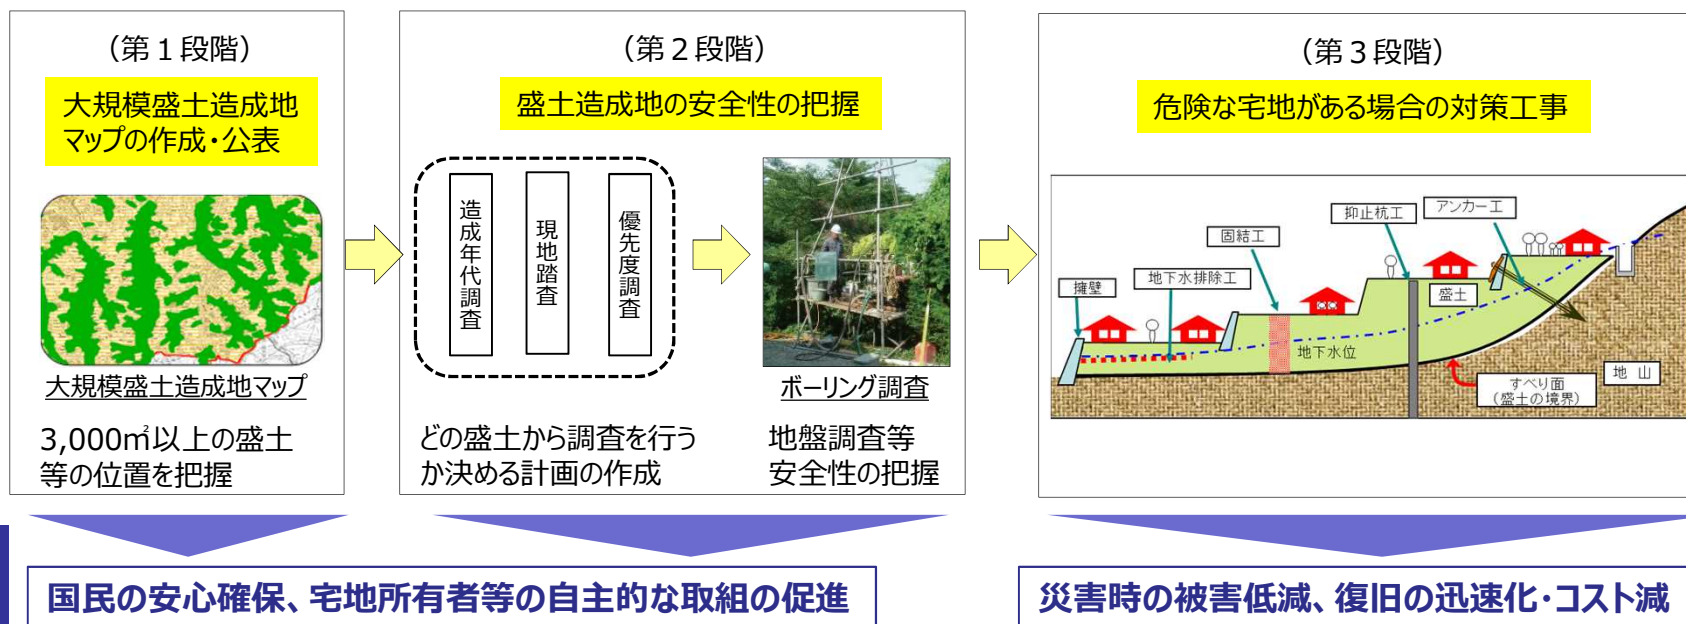 （第１段階）
大規模盛土造成地
マップの作成・公表
大規模盛土造成地マップ
3,000㎡以上の盛土
等の位置を把握
（第２段階）
盛土造成地の安全性の把握
造成年代調査
現地踏査
優先度調査
ボーリング調査
どの盛土から調査を行う
か決める計画の作成
地盤調査等
安全性の把握
（第３段階）
危険な宅地がある場合の対策工事
擁壁
地下水排除工
固結工
抑止杭工
アンカー工
盛土
地下水位
地 山
すべり面
（盛土の境界）
国民の安心確保、宅地所有者等の自主的な取組の促進
災害時の被害低減、復旧の迅速化・コスト減